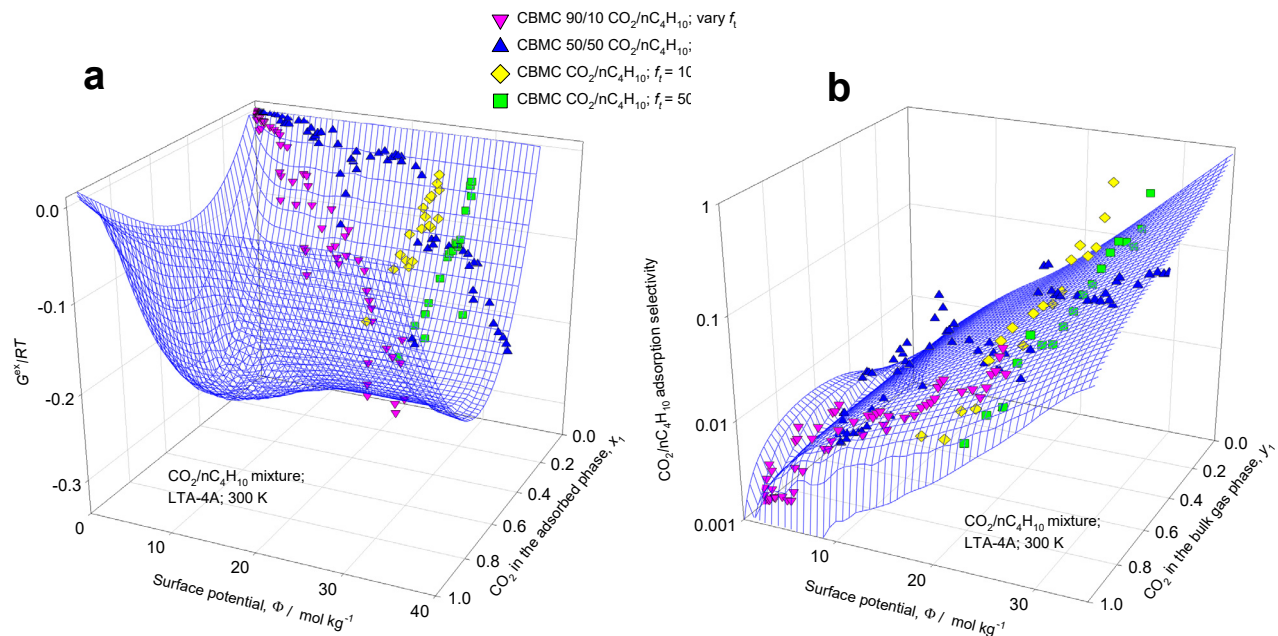 CBMC 90/10 CO₂/nC₄H₁₀; vary fₜ
CBMC 50/50 CO₂/nC₄H₁₀;
CBMC CO₂/nC₄H₁₀; fₜ = 10
CBMC CO₂/nC₄H₁₀; fₜ = 50
a
0.0
-0.1
-0.2
-0.3
Gᵉˣ/RT
0
10
20
30
40
Surface potential, Φ / mol kg⁻¹
0.0
0.2
0.4
0.6
0.8
1.0
CO₂ in the adsorbed phase, x₁
CO₂/nC₄H₁₀ mixture;
LTA-4A; 300 K
b
1
0.1
0.01
0.001
CO₂/nC₄H₁₀ adsorption selectivity
10
20
30
Surface potential, Φ / mol kg⁻¹
0.0
0.2
0.4
0.6
0.8
1.0
CO₂ in the bulk gas phase, y₁
CO₂/nC₄H₁₀ mixture;
LTA-4A; 300 K